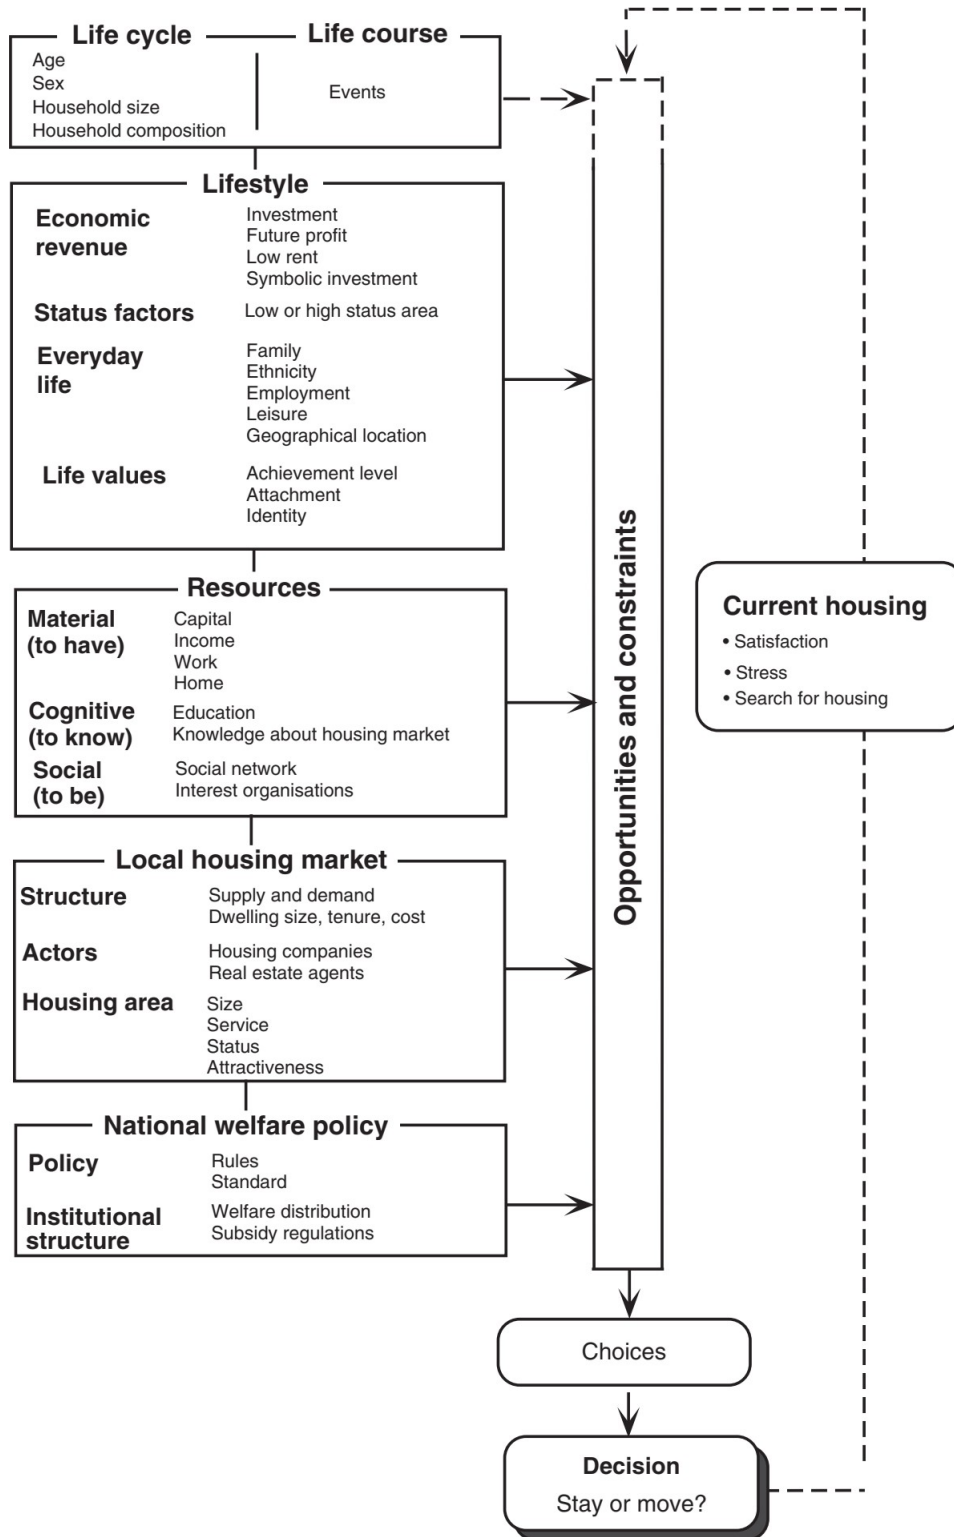 Life cycle
Life course
Age
Sex
Household size
Household composition
Events
Lifestyle
Economic
revenue
Investment
Future profit
Low rent
Symbolic investment
Status factors
Low or high status area
Everyday
life
Family
Ethnicity
Employment
Leisure
Geographical location
Life values
Achievement level
Attachment
Identity
Resources
Material
(to have)
Capital
Income
Work
Home
Cognitive
(to know)
Education
Knowledge about housing market
Social
(to be)
Social network
Interest organisations
Local housing market
Structure
Supply and demand
Dwelling size, tenure, cost
Actors
Housing companies
Real estate agents
Housing area
Size
Service
Status
Attractiveness
National welfare policy
Policy
Rules
Standard
Institutional
structure
Welfare distribution
Subsidy regulations
Opportunities and constraints
Current housing
• Satisfaction
• Stress
• Search for housing
Choices
Decision
Stay or move?